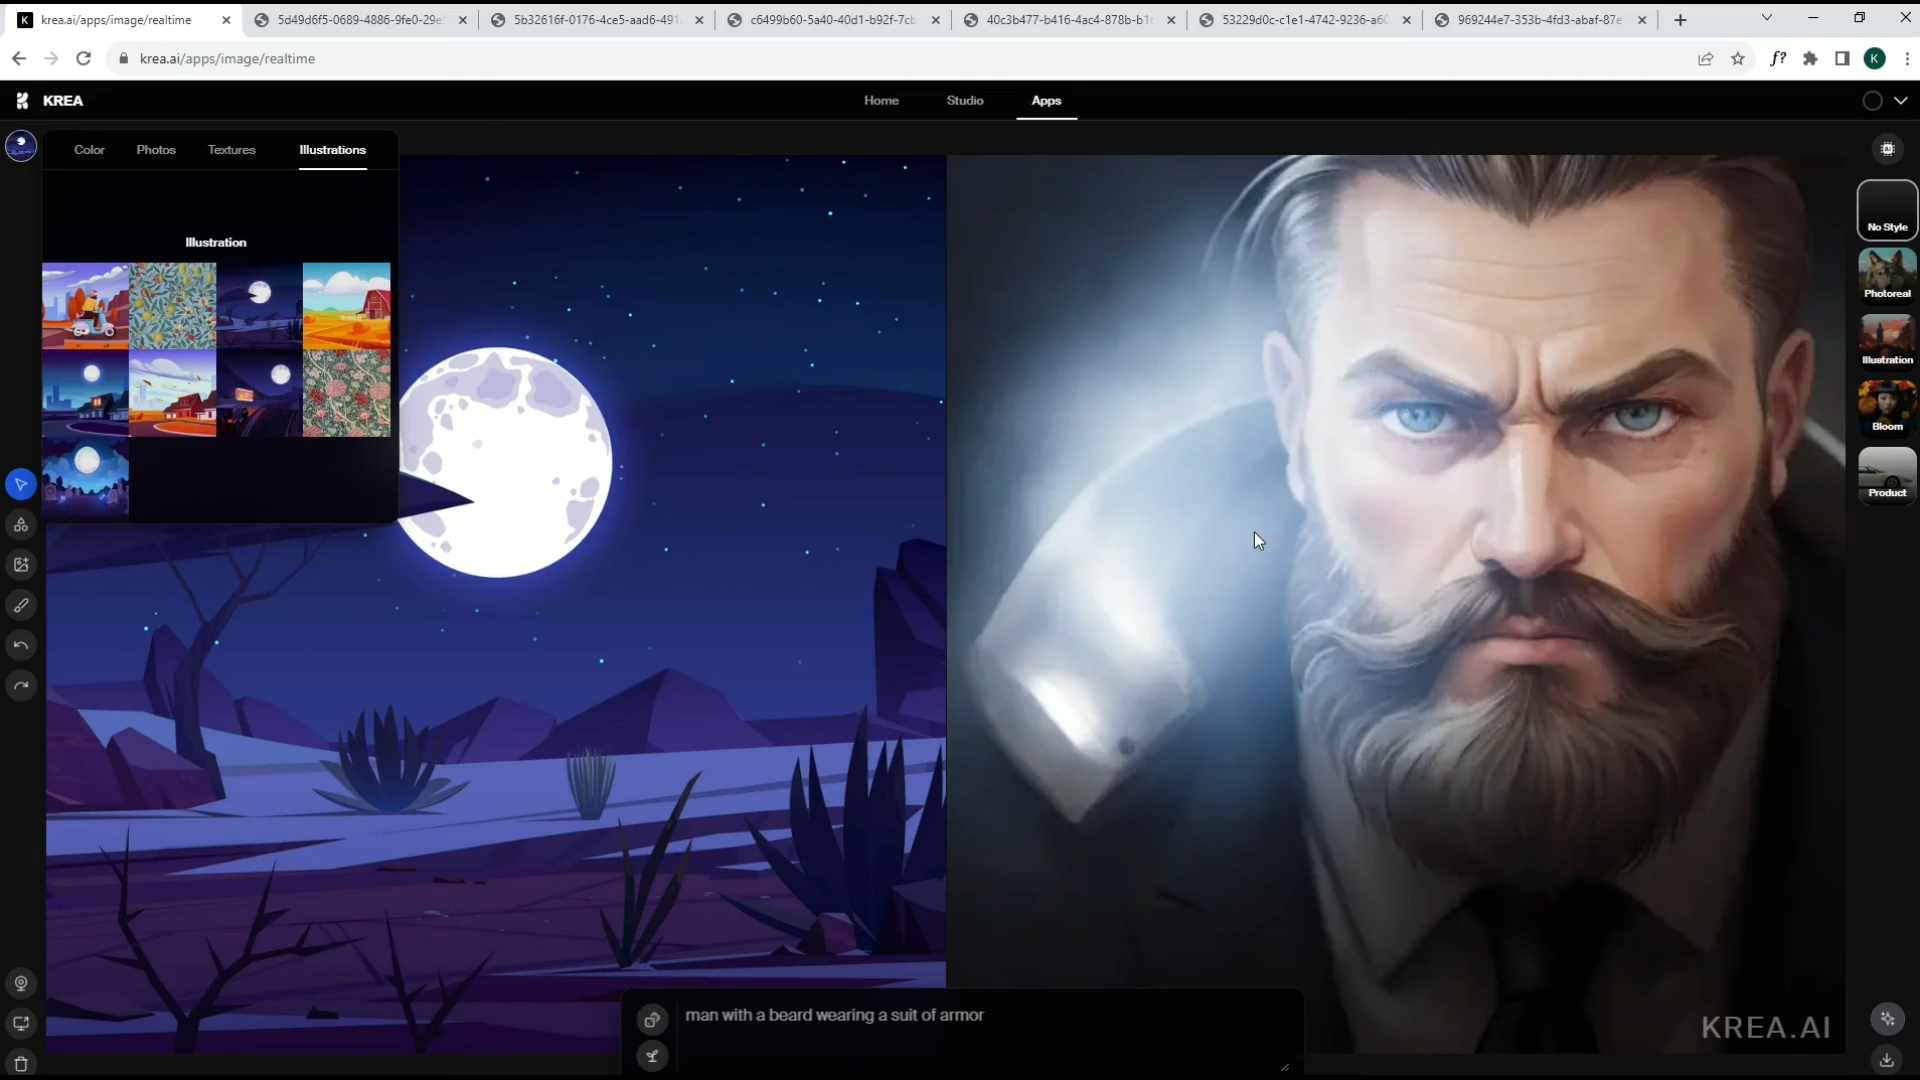 krea.ai/apps/image/realtime
5d49d6f5-0689-4886-9fe0-29e
5b32616f-0176-4ce5-aad6-491
c6499b60-5a40-40d1-b92f-7cb
40c3b477-b416-4ac4-878b-b1
53229d0c-c1e1-4742-9236-a60
969244e7-353b-4fd3-abaf-87e
krea.ai/apps/image/realtime
f?
K
KREA
Home
Studio
Apps
Color
Photos
Textures
Illustrations
Illustration
No Style
Photoreal
Illustration
Bloom
Product
man with a beard wearing a suit of armor
KREA.AI